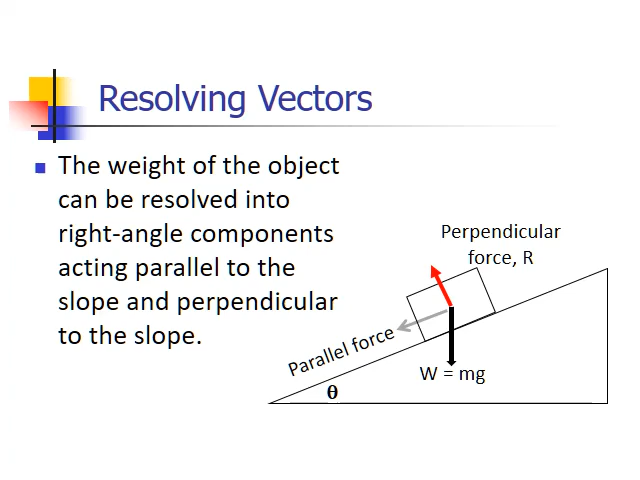 Resolving Vectors
The weight of the object
can be resolved into
right-angle components
acting parallel to the
slope and perpendicular
to the slope.
Perpendicular
force, R
Parallel force
W = mg
θ